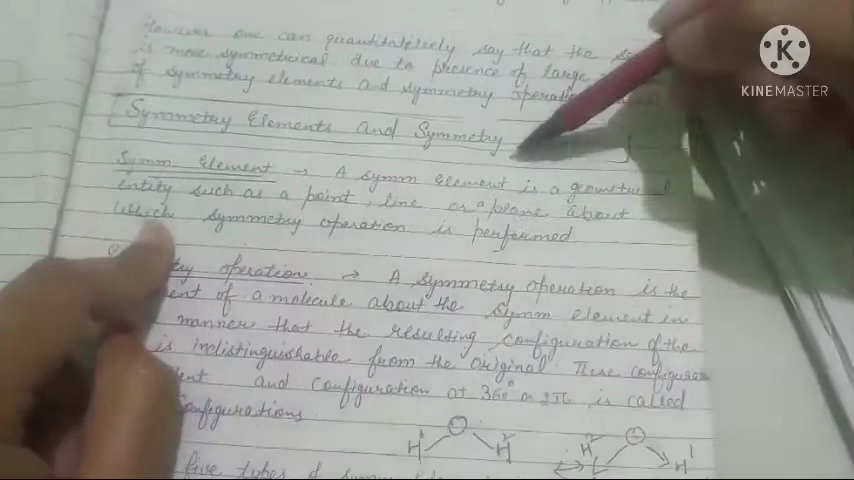 However one can quantitatively say that the
is more symmetrical due to presence of large
of symmetry elements and symmetry
Symmetry Elements and Symmetry
Symm Element → A symm element is a
entity such as a point, line or a plane about
which symmetry operation is performed
operation → A symmetry operation is the
of a molecule about the symm element in
manner that the resulting configuration of the
is indistinguishable from the original. These
and configuration at 360° or 2π is called
configurations.
H¹ H²
H² H¹
five types of
K
KINEMASTER